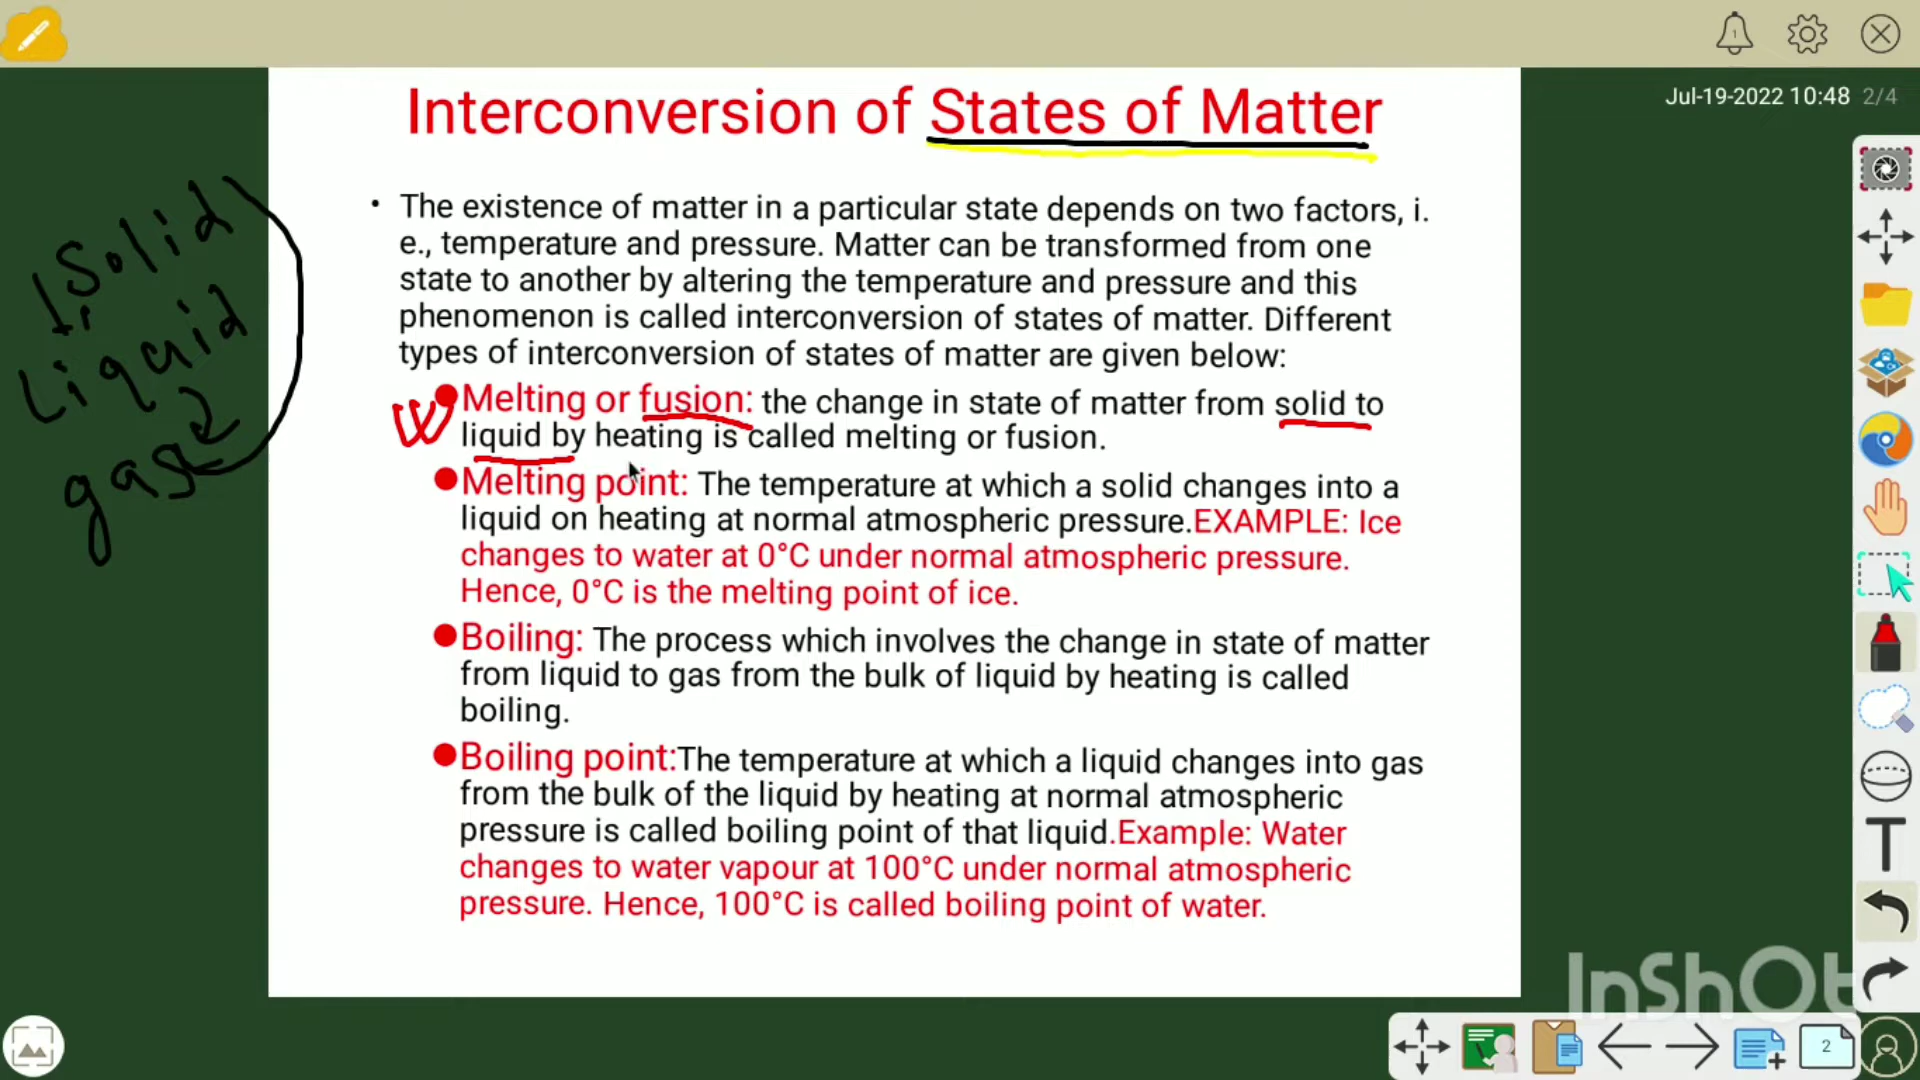 Interconversion of States of Matter
Jul-19-2022 10:48 2/4
• The existence of matter in a particular state depends on two factors, i.
e., temperature and pressure. Matter can be transformed from one
state to another by altering the temperature and pressure and this
phenomenon is called interconversion of states of matter. Different
types of interconversion of states of matter are given below:
Solid
Liquid
gas
● Melting or fusion: the change in state of matter from solid to
liquid by heating is called melting or fusion.
● Melting point: The temperature at which a solid changes into a
liquid on heating at normal atmospheric pressure.EXAMPLE: Ice
changes to water at 0°C under normal atmospheric pressure.
Hence, 0°C is the melting point of ice.
● Boiling: The process which involves the change in state of matter
from liquid to gas from the bulk of liquid by heating is called
boiling.
● Boiling point:The temperature at which a liquid changes into gas
from the bulk of the liquid by heating at normal atmospheric
pressure is called boiling point of that liquid.Example: Water
changes to water vapour at 100°C under normal atmospheric
pressure. Hence, 100°C is called boiling point of water.
InShOt
T
1
2